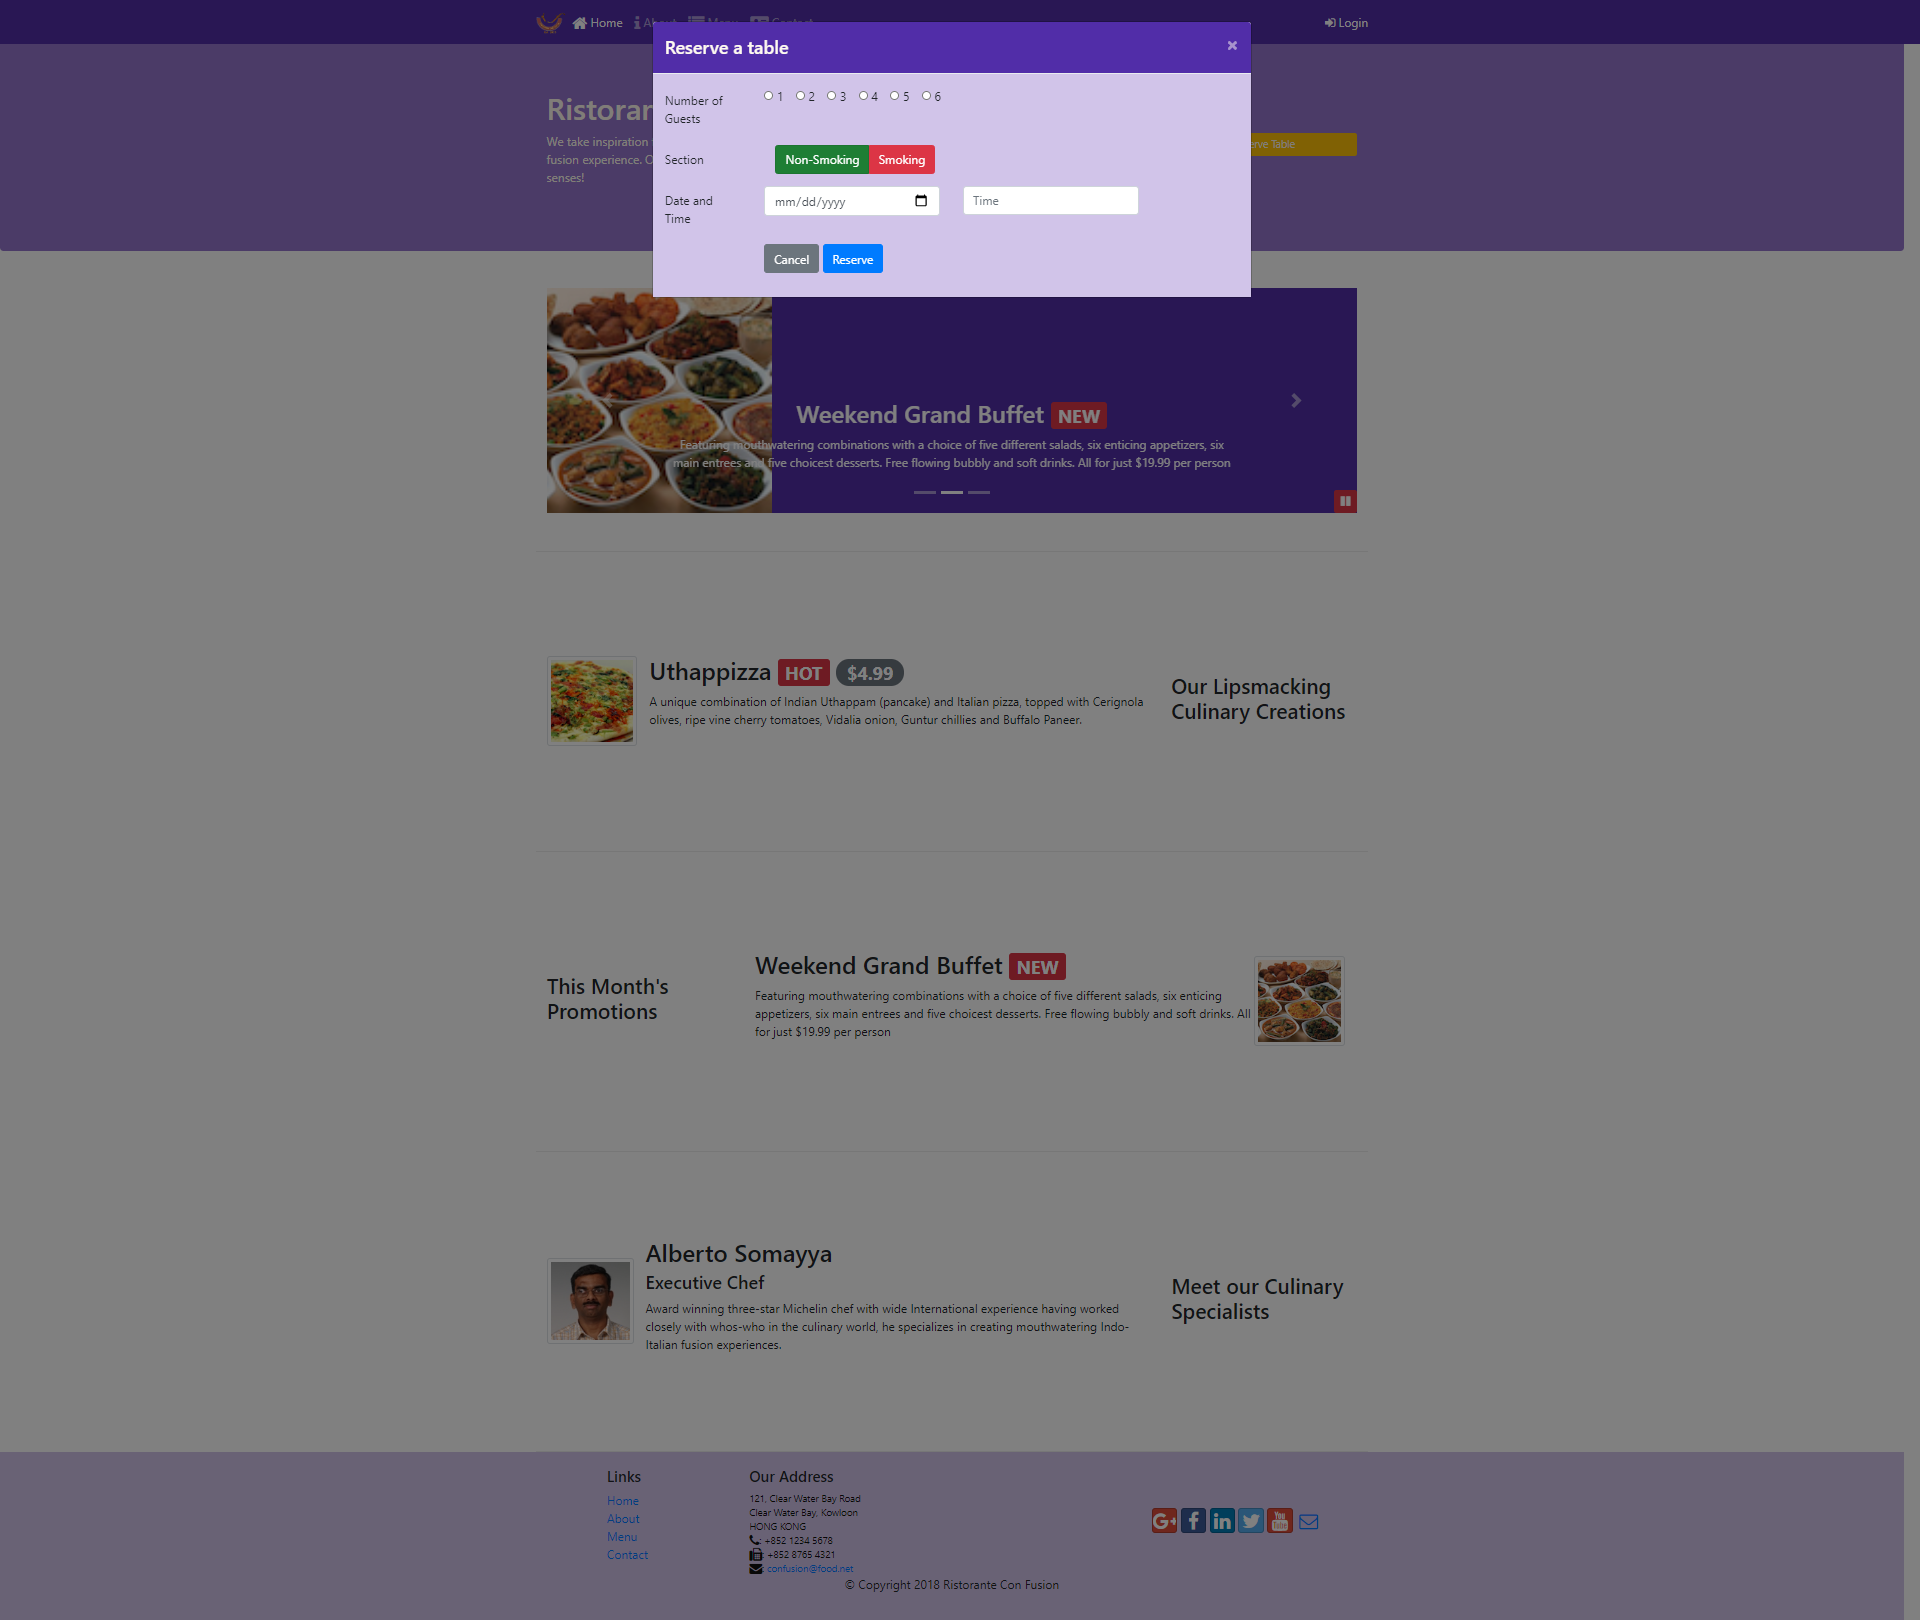 Home
Login
Reserve a table
×
Ristorar
We take inspiration
fusion experience. O
senses!
Number of
Guests
1 2 3 4 5 6
Section
Non-Smoking Smoking
Date and
Time
mm/dd/yyyy
Time
Cancel Reserve
erve Table
Weekend Grand Buffet NEW
Featuring mouthwatering combinations with a choice of five different salads, six enticing appetizers, six
main entrees and five choicest desserts. Free flowing bubbly and soft drinks. All for just $19.99 per person
Uthappizza HOT $4.99
A unique combination of Indian Uthappam (pancake) and Italian pizza, topped with Cerignola
olives, ripe vine cherry tomatoes, Vidalia onion, Guntur chillies and Buffalo Paneer.
Our Lipsmacking
Culinary Creations
This Month's
Promotions
Weekend Grand Buffet NEW
Featuring mouthwatering combinations with a choice of five different salads, six enticing
appetizers, six main entrees and five choicest desserts. Free flowing bubbly and soft drinks. All
for just $19.99 per person
Alberto Somayya
Executive Chef
Award winning three-star Michelin chef with wide International experience having worked
closely with whos-who in the culinary world, he specializes in creating mouthwatering Indo-
Italian fusion experiences.
Meet our Culinary
Specialists
Links
Home
About
Menu
Contact
Our Address
121, Clear Water Bay Road
Clear Water Bay, Kowloon
HONG KONG
: +852 1234 5678
: +852 8765 4321
: confusion@food.net
© Copyright 2018 Ristorante Con Fusion